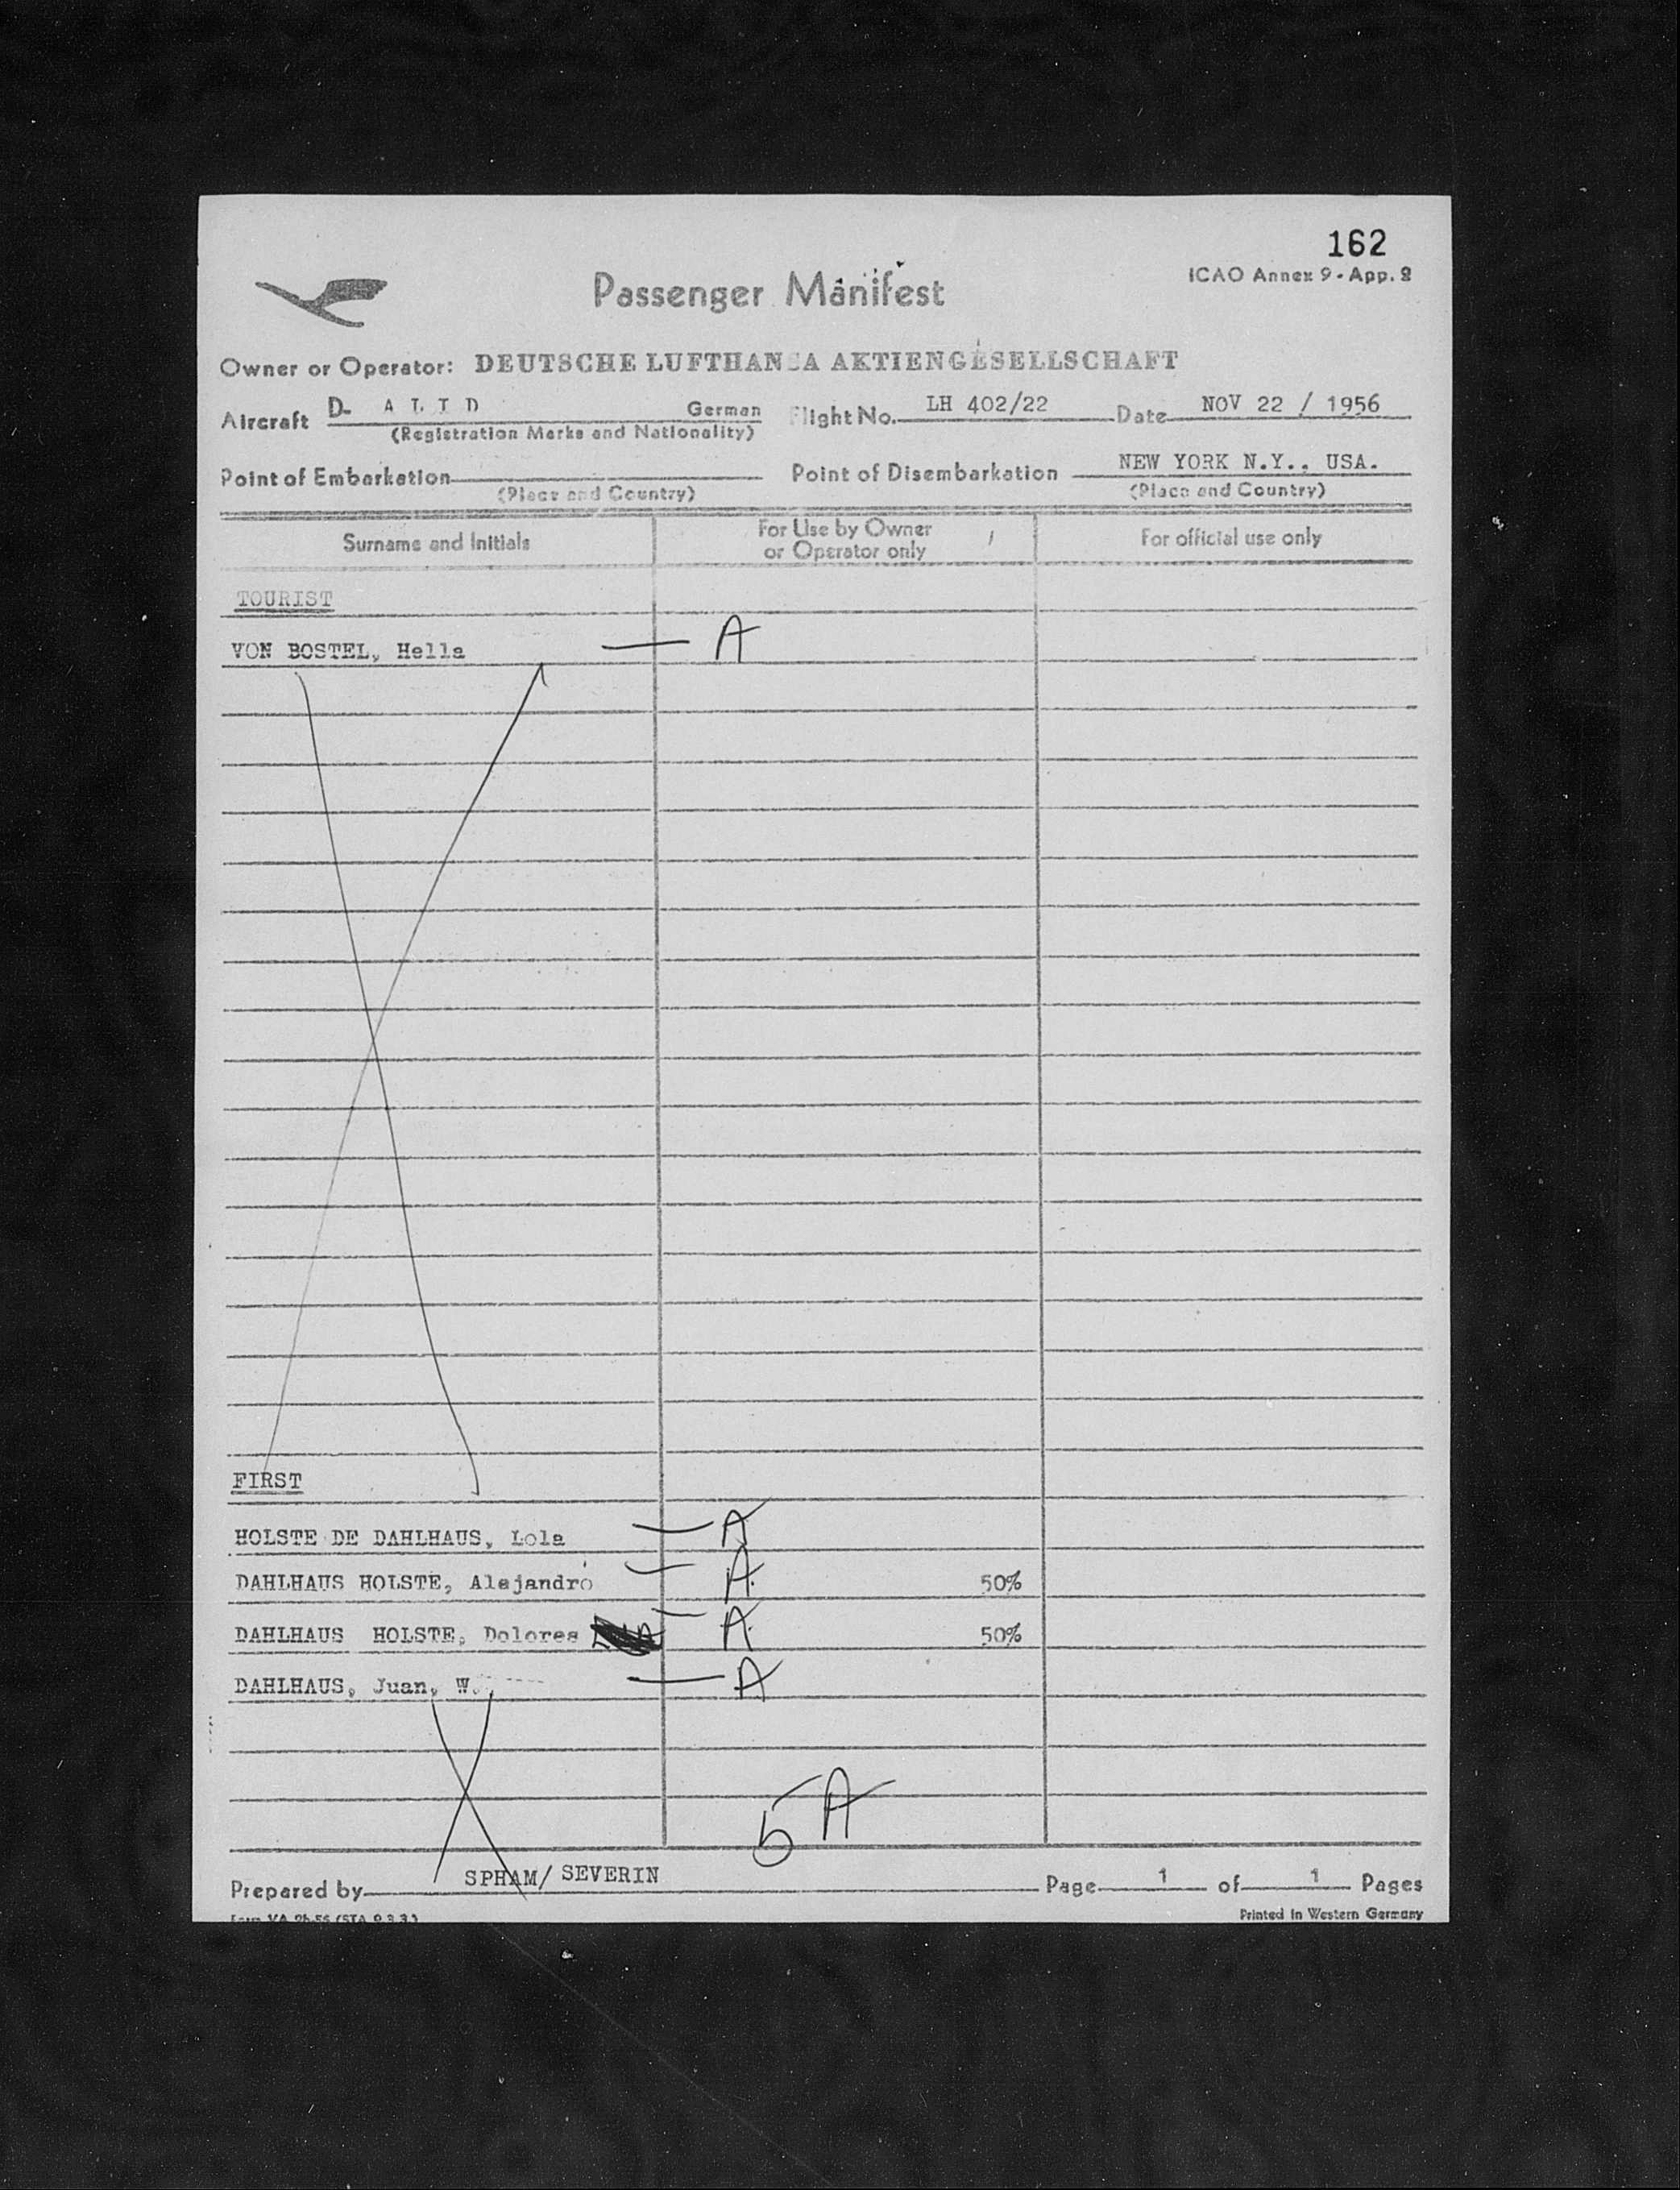 162
ICAO Annex 9 - App. 2
Passenger Manifest
Owner or Operator: DEUTSCHE LUFTHANSA AKTIENGESELLSCHAFT
Aircraft D- A L I D German Flight No. LH 402/22 Date NOV 22 / 1956
(Registration Marks and Nationality)
Point of Embarkation Point of Disembarkation NEW YORK N.Y., USA.
(Place and Country) (Place and Country)
Surname and Initials For Use by Owner or Operator only / For official use only
TOURIST
VON BOSTEL, Hella — A
FIRST
HOLSTE DE DAHLHAUS, Lola — A
DAHLHAUS HOLSTE, Alejandro — A 50%
DAHLHAUS HOLSTE, Dolores — A 50%
DAHLHAUS, Juan, W. — A
5 A
Prepared by SPHAM/ SEVERIN Page 1 of 1 Pages
Printed in Western Germany